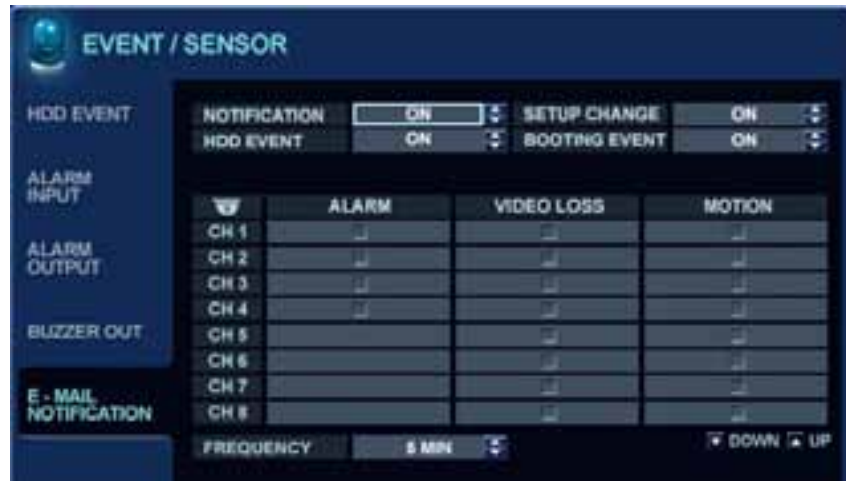 EVENT / SENSOR
HDD EVENT
ALARM
INPUT
ALARM
OUTPUT
BUZZER OUT
E - MAIL
NOTIFICATION
NOTIFICATION ON SETUP CHANGE ON
HDD EVENT ON BOOTING EVENT ON
ALARM VIDEO LOSS MOTION
CH 1
CH 2
CH 3
CH 4
CH 5
CH 6
CH 7
CH 8
FREQUENCY 5 MIN
DOWN UP